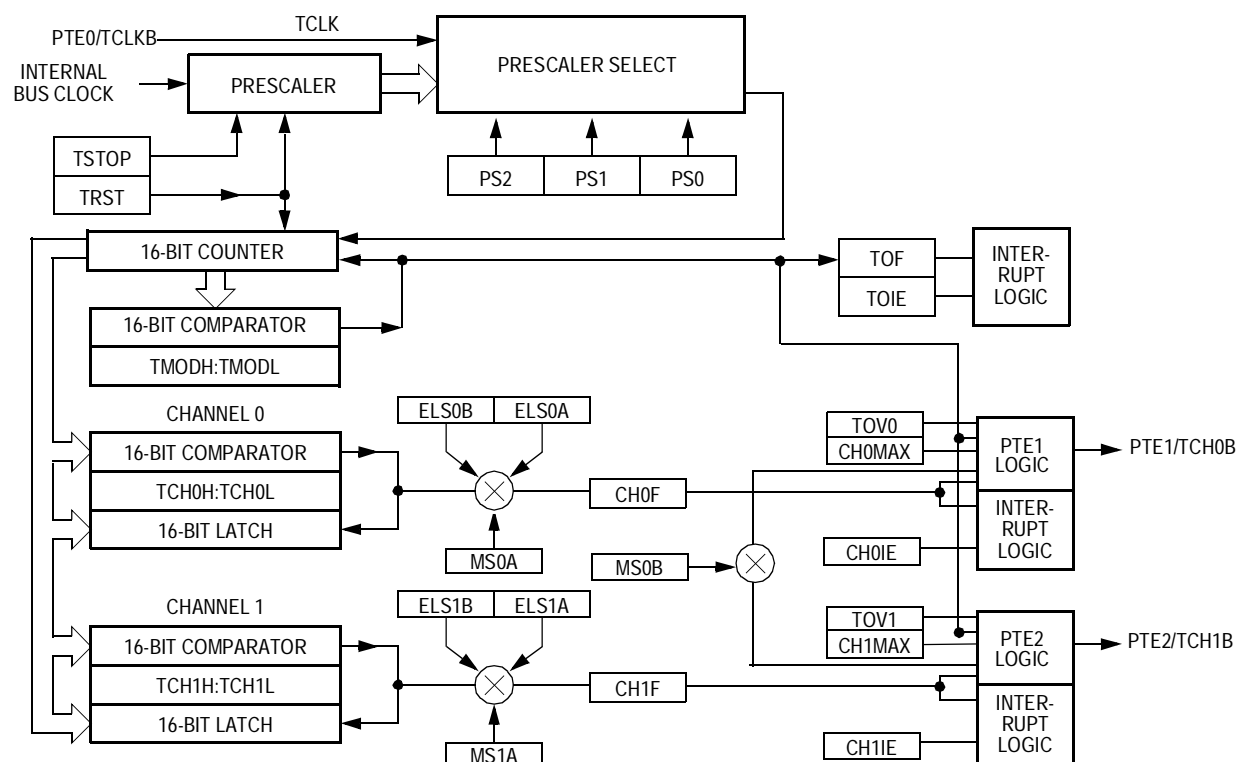 TCLK
PTE0/TCLKB
PRESCALER SELECT
INTERNAL
BUS CLOCK
PRESCALER
TSTOP
PS2
PS1
PS0
TRST
16-BIT COUNTER
TOF
INTER-
RUPT
LOGIC
TOIE
16-BIT COMPARATOR
TMODH:TMODL
CHANNEL 0
ELS0B
ELS0A
TOV0
CH0MAX
PTE1
LOGIC
PTE1/TCH0B
16-BIT COMPARATOR
TCH0H:TCH0L
CH0F
16-BIT LATCH
INTER-
RUPT
LOGIC
MS0A
MS0B
CH0IE
CHANNEL 1
ELS1B
ELS1A
TOV1
CH1MAX
PTE2
LOGIC
PTE2/TCH1B
16-BIT COMPARATOR
TCH1H:TCH1L
CH1F
16-BIT LATCH
INTER-
RUPT
LOGIC
MS1A
CH1IE